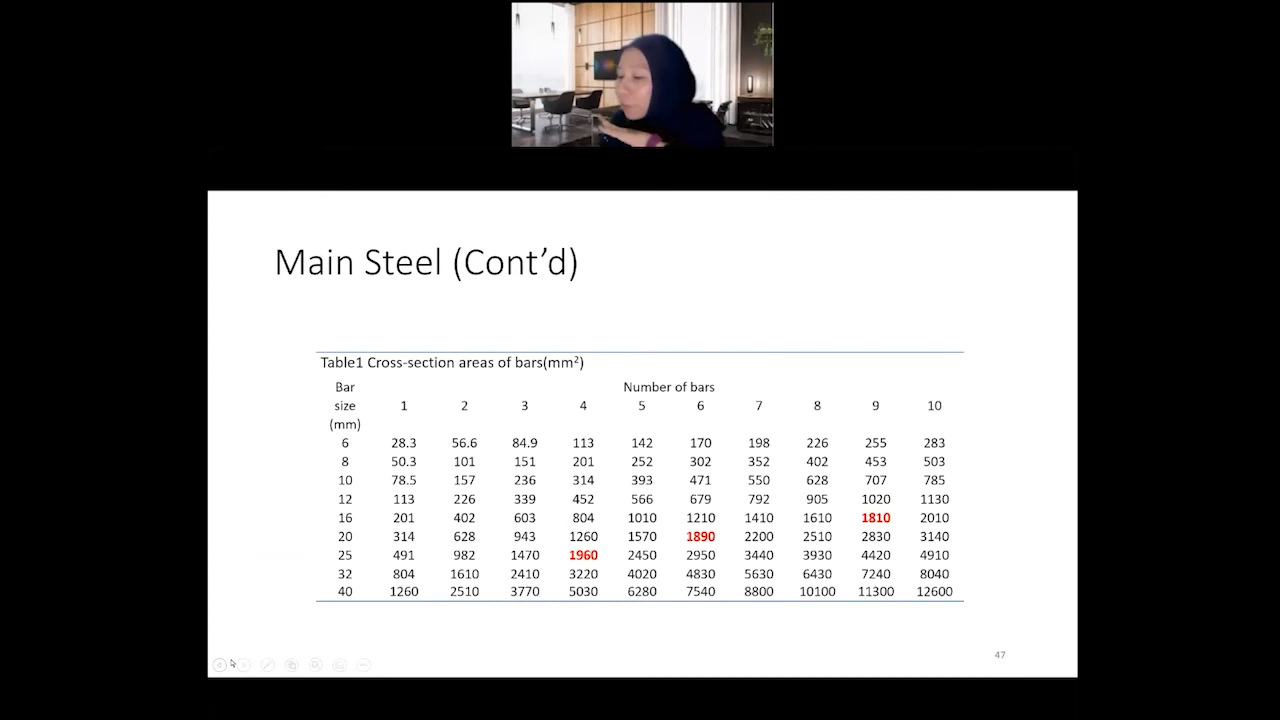 Main Steel (Cont’d)
Table1 Cross-section areas of bars(mm²)
Bar size (mm) Number of bars
1 2 3 4 5 6 7 8 9 10
6 28.3 56.6 84.9 113 142 170 198 226 255 283
8 50.3 101 151 201 252 302 352 402 453 503
10 78.5 157 236 314 393 471 550 628 707 785
12 113 226 339 452 566 679 792 905 1020 1130
16 201 402 603 804 1010 1210 1410 1610 1810 2010
20 314 628 943 1260 1570 1890 2200 2510 2830 3140
25 491 982 1470 1960 2450 2950 3440 3930 4420 4910
32 804 1610 2410 3220 4020 4830 5630 6430 7240 8040
40 1260 2510 3770 5030 6280 7540 8800 10100 11300 12600
47